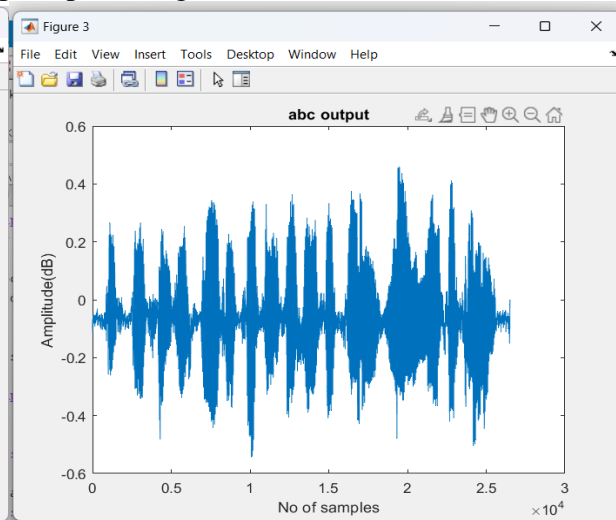 Figure 3
File Edit View Insert Tools Desktop Window Help
abc output
0.6
0.4
0.2
0
-0.2
-0.4
-0.6
Amplitude(dB)
0 0.5 1 1.5 2 2.5 3
No of samples
×10⁴